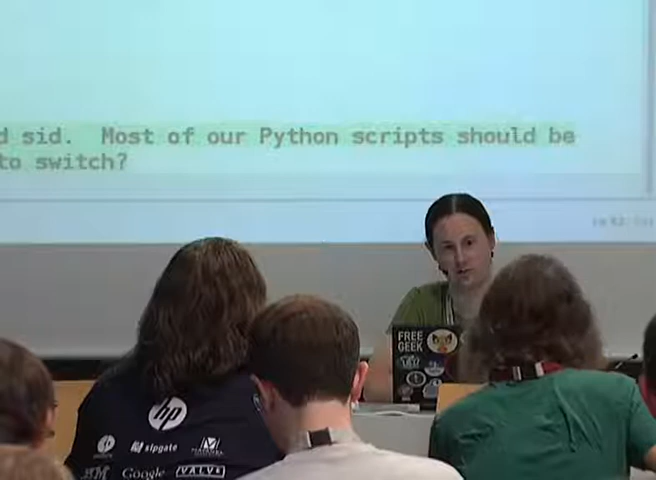 d sid. Most of our Python scripts should be
to switch?
FREE
GEEK
hp
sipgate
Google
VALVE